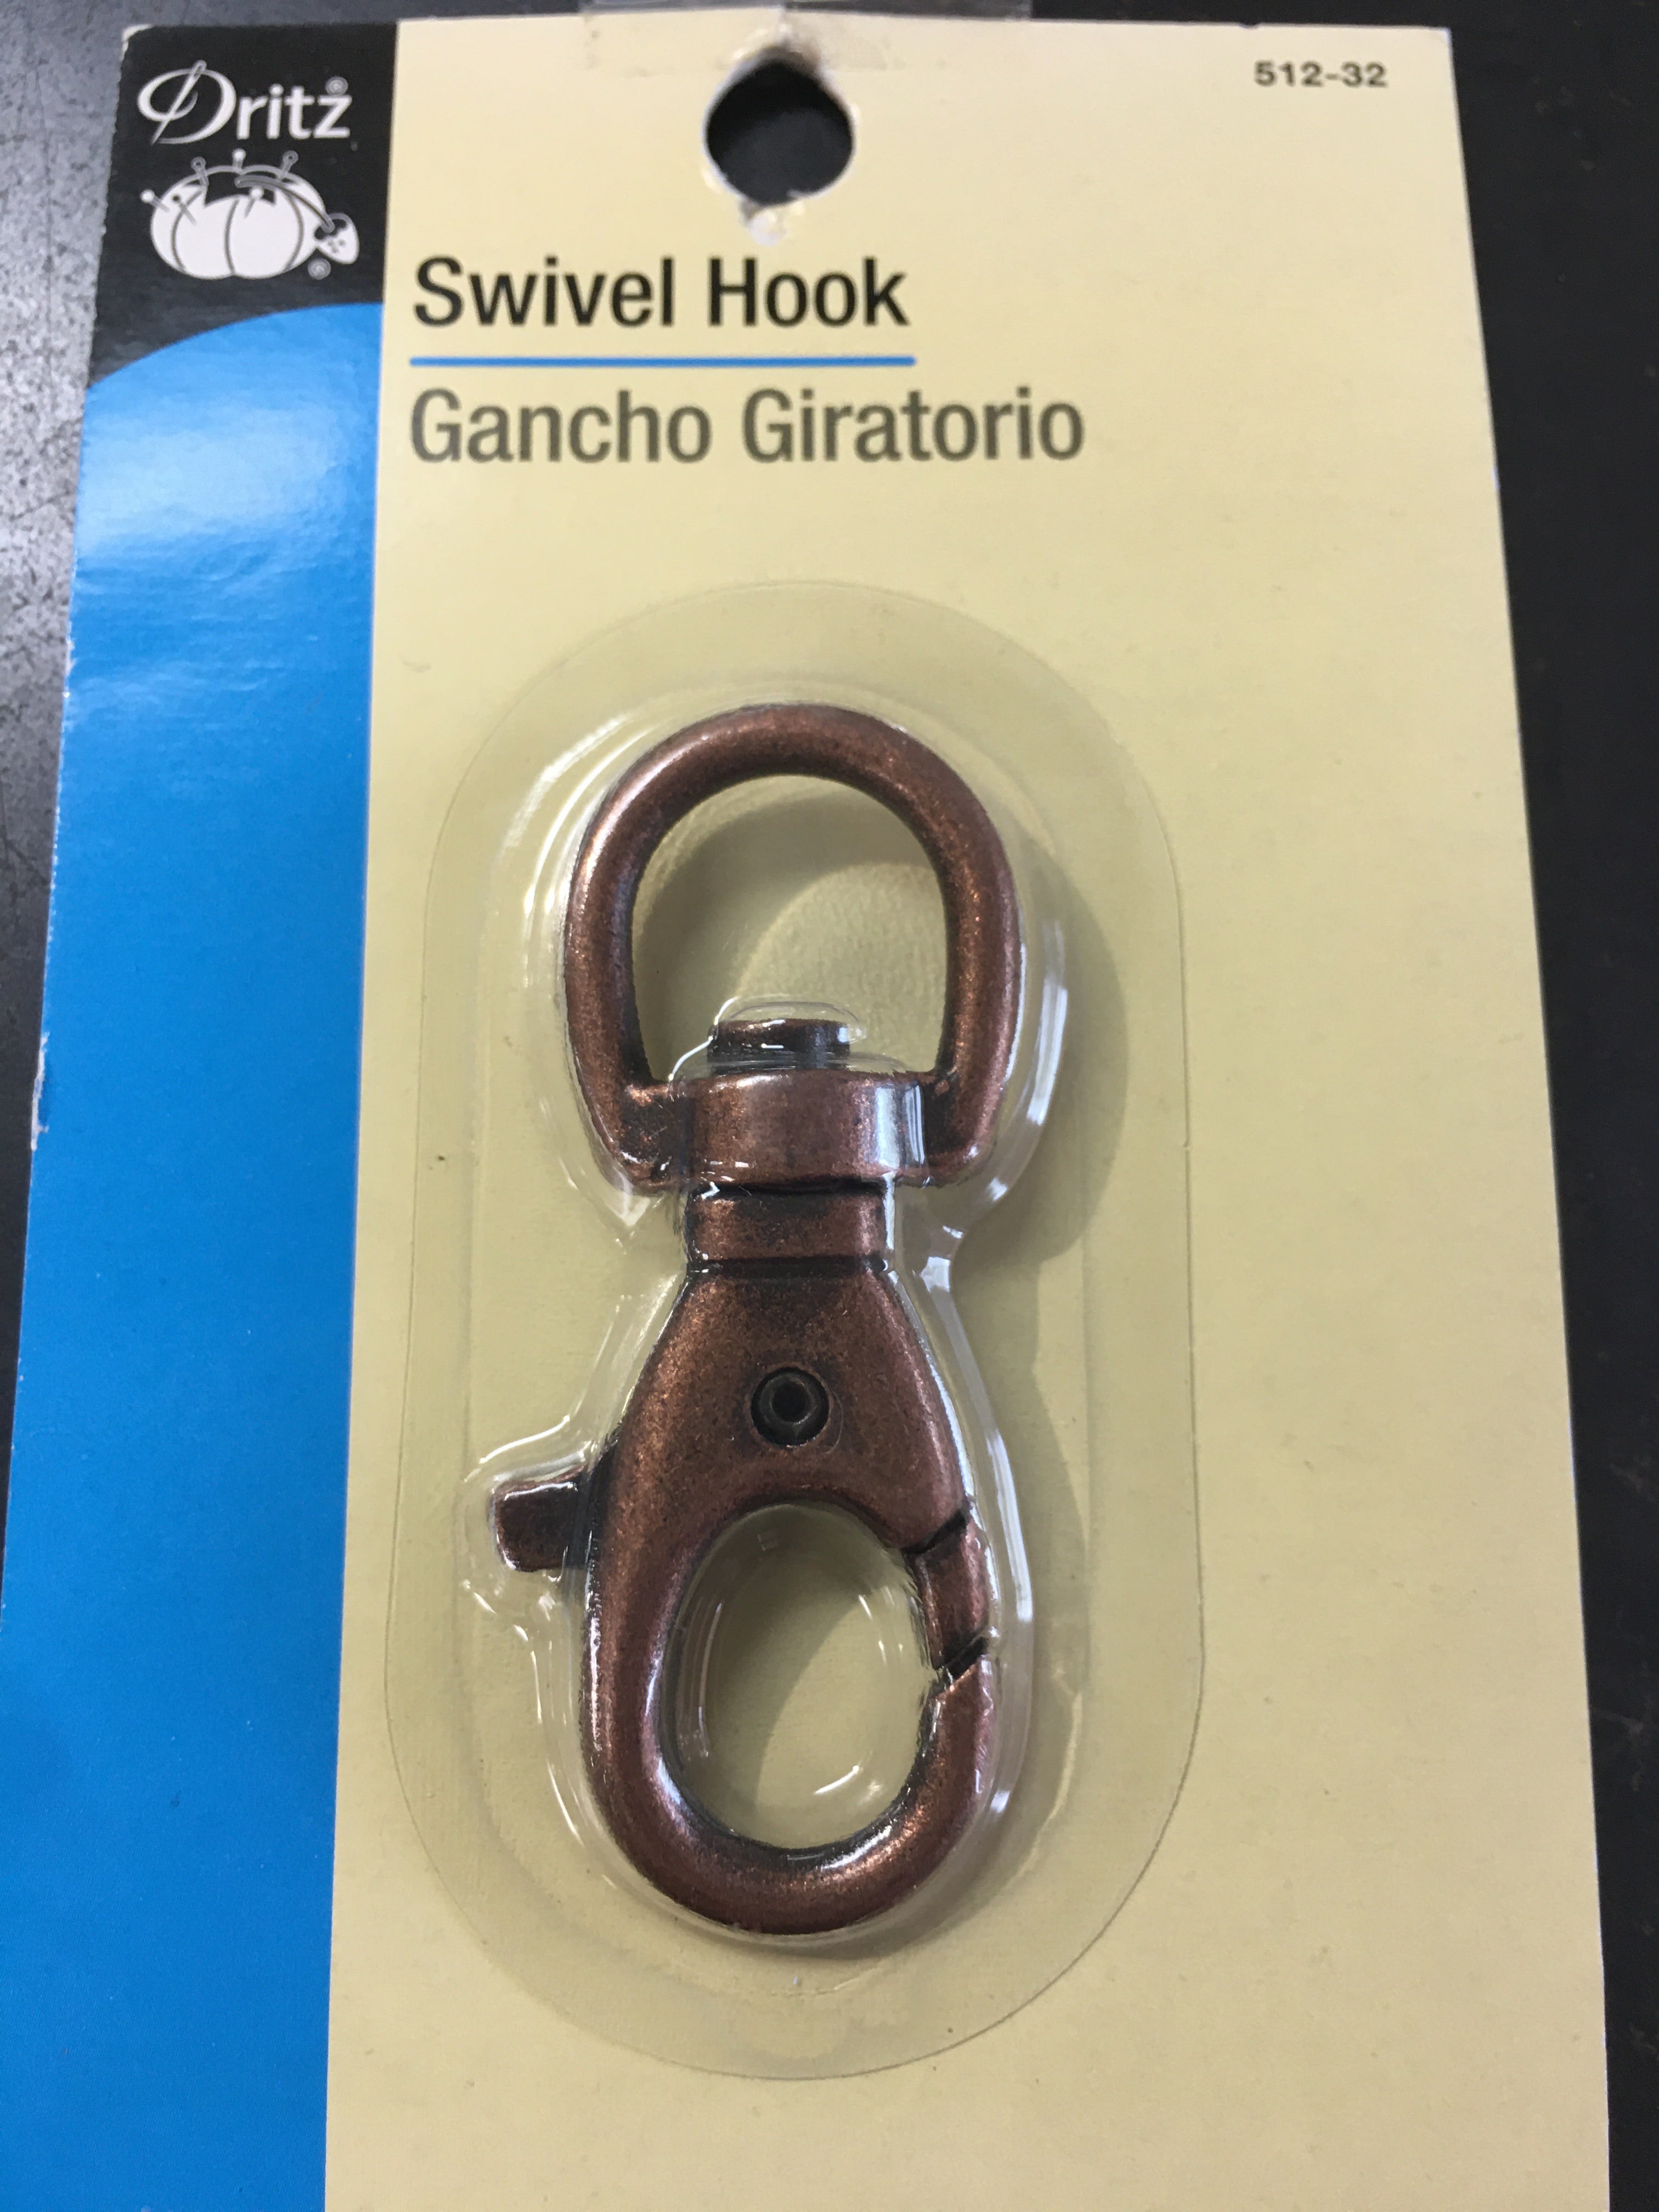 Dritz®
®
512-32
Swivel Hook
Gancho Giratorio